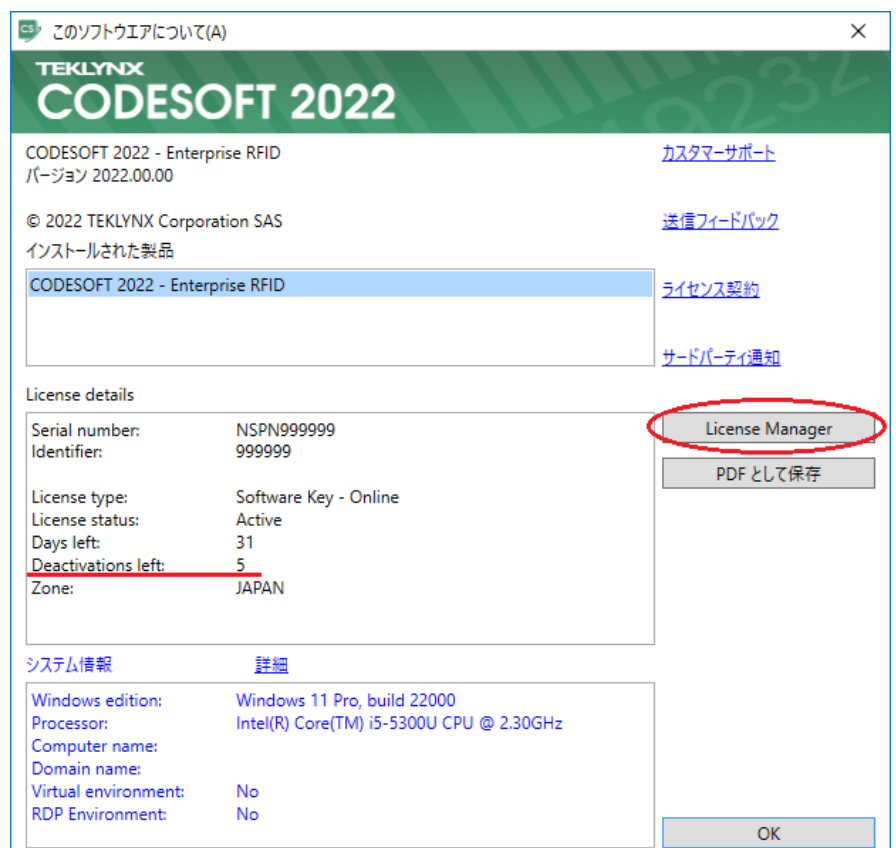 このソフトウエアについて(A)
TEKLYNX
CODESOFT 2022
CODESOFT 2022 - Enterprise RFID
バージョン 2022.00.00
カスタマーサポート
© 2022 TEKLYNX Corporation SAS
送信フィードバック
インストールされた製品
CODESOFT 2022 - Enterprise RFID
ライセンス契約
サードパーティ通知
License details
Serial number: NSPN999999
Identifier: 999999
License type: Software Key - Online
License status: Active
Days left: 31
Deactivations left: 5
Zone: JAPAN
License Manager
PDF として保存
システム情報 詳細
Windows edition: Windows 11 Pro, build 22000
Processor: Intel(R) Core(TM) i5-5300U CPU @ 2.30GHz
Computer name:
Domain name:
Virtual environment: No
RDP Environment: No
OK